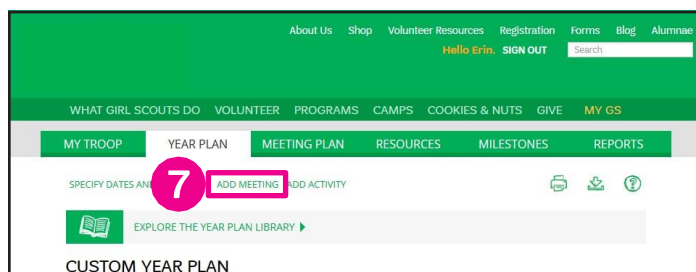 About Us Shop Volunteer Resources Registration Forms Blog Alumnae
Hello Erin. SIGN OUT Search
WHAT GIRL SCOUTS DO VOLUNTEER PROGRAMS CAMPS COOKIES & NUTS GIVE MY GS
MY TROOP YEAR PLAN MEETING PLAN RESOURCES MILESTONES REPORTS
SPECIFY DATES 7 ADD MEETING ADD ACTIVITY
EXPLORE THE YEAR PLAN LIBRARY
CUSTOM YEAR PLAN